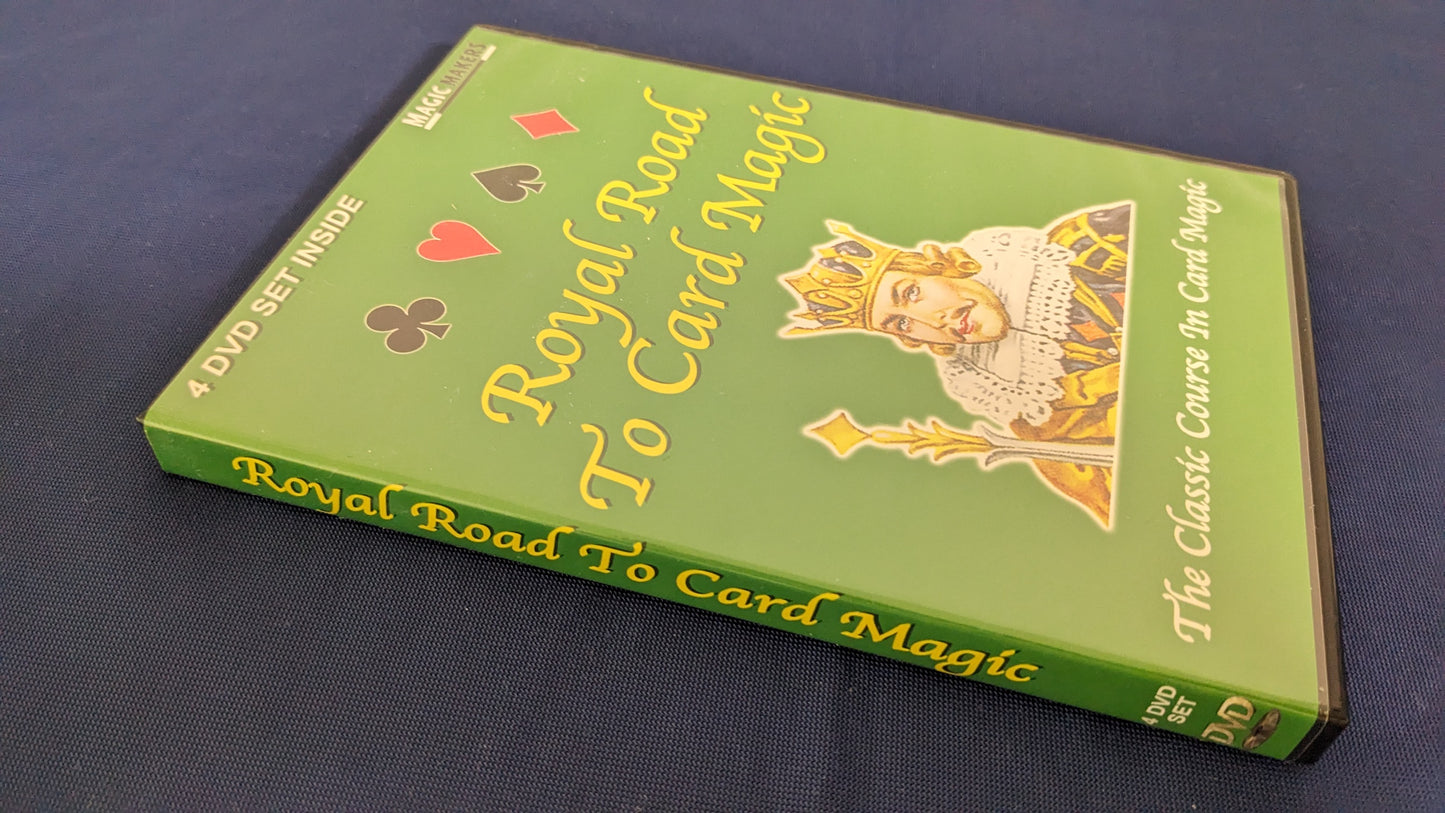 MAGIC MAKERS
4 DVD SET INSIDE
Royal Road
To Card Magic
The Classic Course In Card Magic
Royal Road To Card Magic
4 DVD
SET
DVD